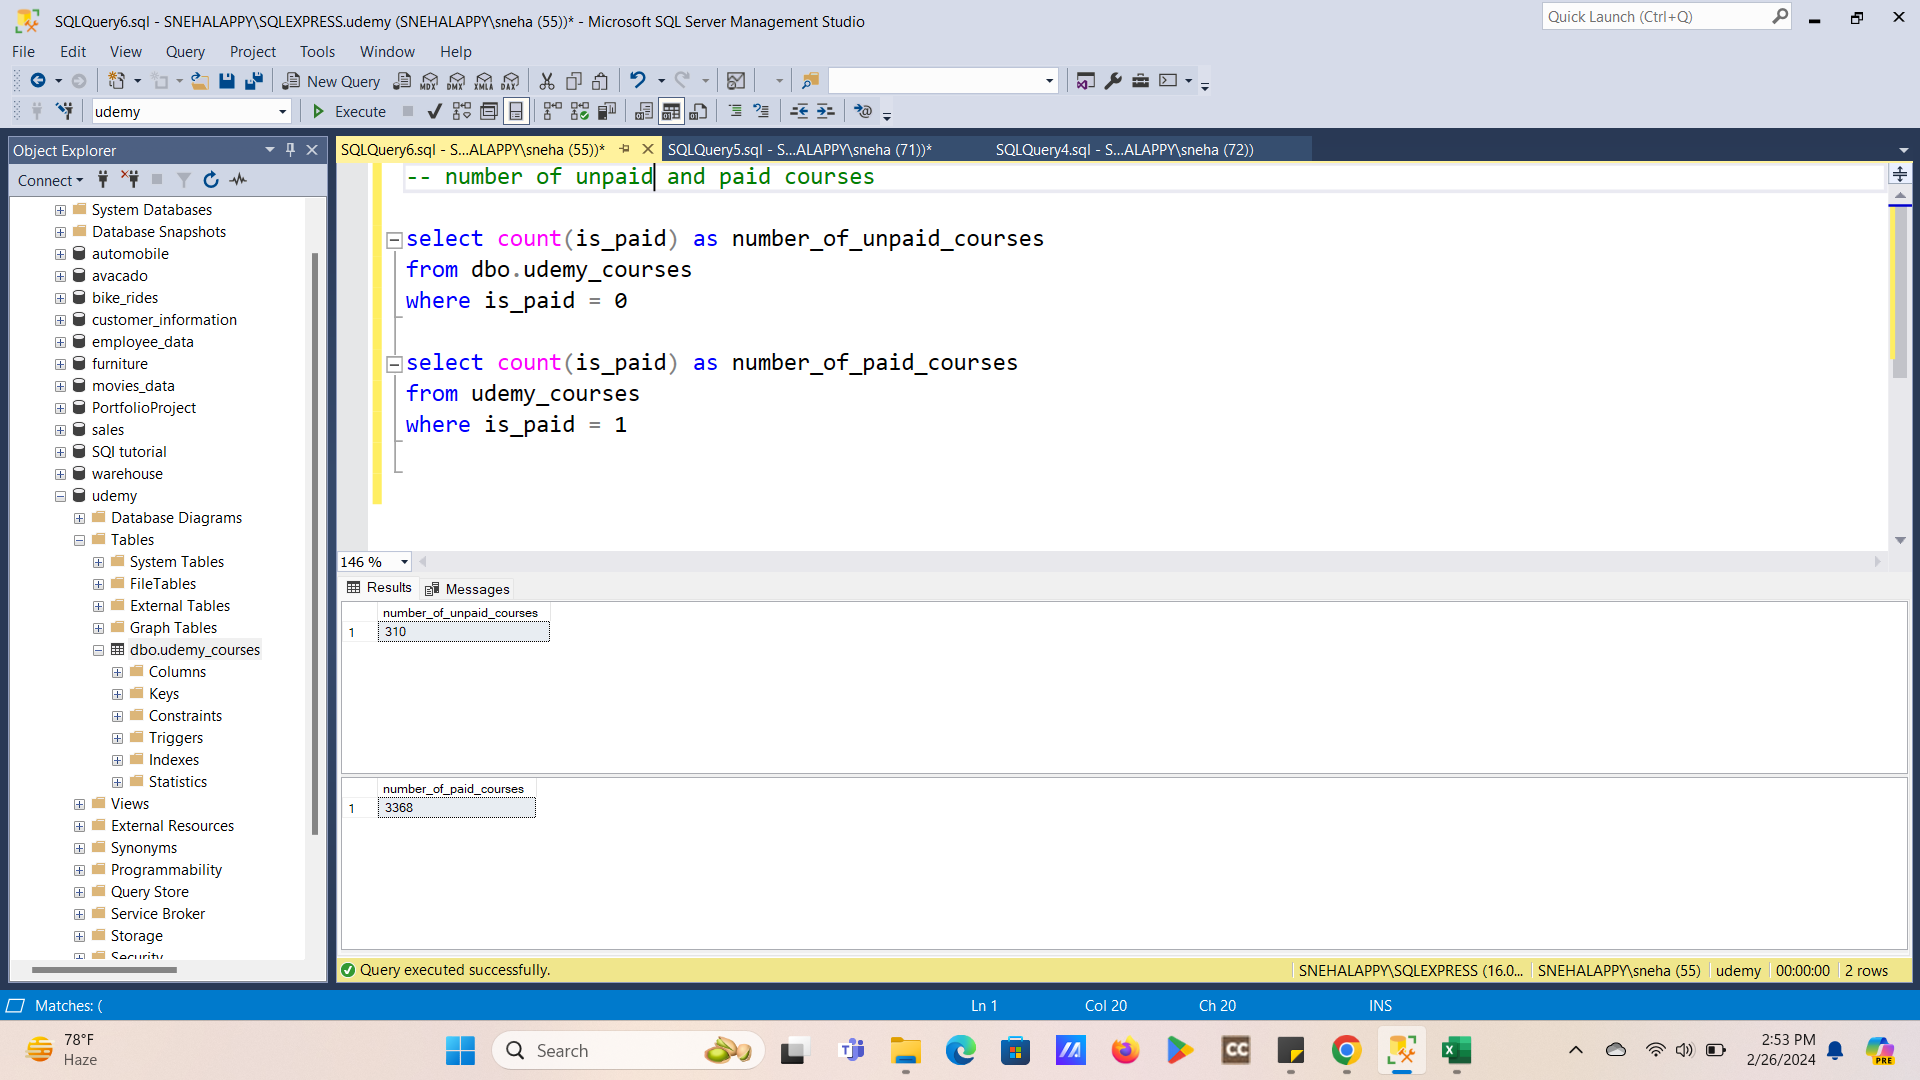 SQLQuery6.sql - SNEHALAPPY\SQLEXPRESS.udemy (SNEHALAPPY\sneha (55))* - Microsoft SQL Server Management Studio
Quick Launch (Ctrl+Q)
File Edit View Query Project Tools Window Help
New Query MDX DMX XMLA DAX
udemy Execute
Object Explorer
SQLQuery6.sql - S...ALAPPY\sneha (55))* SQLQuery5.sql - S...ALAPPY\sneha (71))* SQLQuery4.sql - S...ALAPPY\sneha (72))
Connect
System Databases
Database Snapshots
automobile
avacado
bike_rides
customer_information
employee_data
furniture
movies_data
PortfolioProject
sales
SQl tutorial
warehouse
udemy
Database Diagrams
Tables
System Tables
FileTables
External Tables
Graph Tables
dbo.udemy_courses
Columns
Keys
Constraints
Triggers
Indexes
Statistics
Views
External Resources
Synonyms
Programmability
Query Store
Service Broker
Storage
Security
-- number of unpaid and paid courses
select count(is_paid) as number_of_unpaid_courses
from dbo.udemy_courses
where is_paid = 0
select count(is_paid) as number_of_paid_courses
from udemy_courses
where is_paid = 1
146 %
Results Messages
number_of_unpaid_courses
1 310
number_of_paid_courses
1 3368
Query executed successfully. SNEHALAPPY\SQLEXPRESS (16.0... SNEHALAPPY\sneha (55) udemy 00:00:00 2 rows
Matches: ( Ln 1 Col 20 Ch 20 INS
78°F
Haze
Search
CC
2:53 PM
2/26/2024
PRE